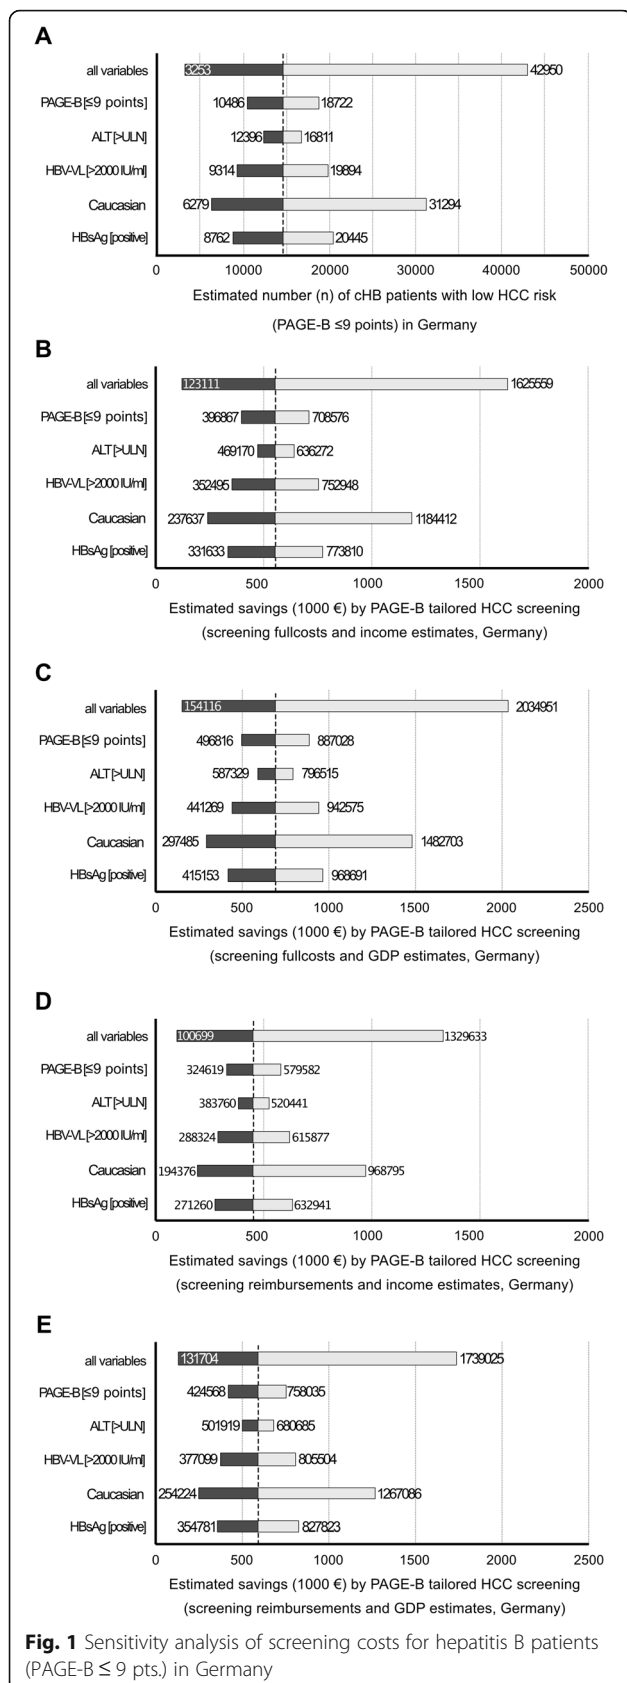 A
all variables 3253 42950
PAGE-B [≤9 points] 10486 18722
ALT [>ULN] 12396 16811
HBV-VL [>2000 IU/ml] 9314 19894
Caucasian 6279 31294
HBsAg [positive] 8762 20445
0 10000 20000 30000 40000 50000
Estimated number (n) of cHB patients with low HCC risk
(PAGE-B ≤9 points) in Germany
B
all variables 123111 1625559
PAGE-B [≤9 points] 396867 708576
ALT [>ULN] 469170 636272
HBV-VL [>2000 IU/ml] 352495 752948
Caucasian 237637 1184412
HBsAg [positive] 331633 773810
0 500 1000 1500 2000
Estimated savings (1000 €) by PAGE-B tailored HCC screening
(screening fullcosts and income estimates, Germany)
C
all variables 154116 2034951
PAGE-B [≤9 points] 496816 887028
ALT [>ULN] 587329 796515
HBV-VL [>2000 IU/ml] 441269 942575
Caucasian 297485 1482703
HBsAg [positive] 415153 968691
0 500 1000 1500 2000 2500
Estimated savings (1000 €) by PAGE-B tailored HCC screening
(screening fullcosts and GDP estimates, Germany)
D
all variables 100699 1329633
PAGE-B [≤9 points] 324619 579582
ALT [>ULN] 383760 520441
HBV-VL [>2000 IU/ml] 288324 615877
Caucasian 194376 968795
HBsAg [positive] 271260 632941
0 500 1000 1500 2000
Estimated savings (1000 €) by PAGE-B tailored HCC screening
(screening reimbursements and income estimates, Germany)
E
all variables 131704 1739025
PAGE-B [≤9 points] 424568 758035
ALT [>ULN] 501919 680685
HBV-VL [>2000 IU/ml] 377099 805504
Caucasian 254224 1267086
HBsAg [positive] 354781 827823
0 500 1000 1500 2000 2500
Estimated savings (1000 €) by PAGE-B tailored HCC screening
(screening reimbursements and GDP estimates, Germany)
Fig. 1 Sensitivity analysis of screening costs for hepatitis B patients
(PAGE-B ≤ 9 pts.) in Germany